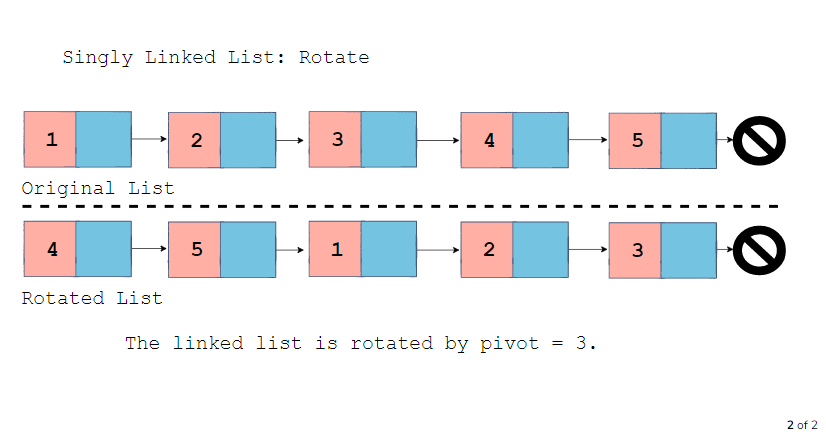 Singly Linked List: Rotate
1 2 3 4 5
Original List
4 5 1 2 3
Rotated List
The linked list is rotated by pivot = 3.
2 of 2